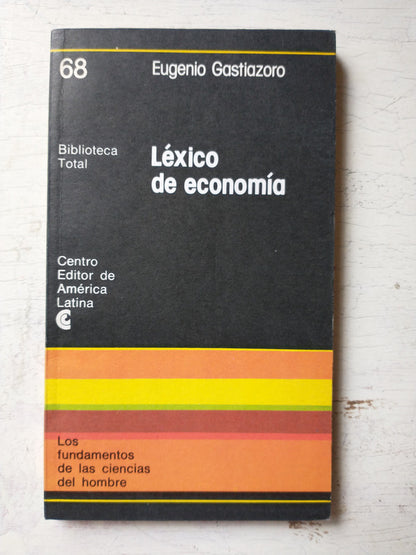 68
Eugenio Gastiazoro
Biblioteca
Total
Léxico
de economía
Centro
Editor de
América
Latina
Los
fundamentos
de las ciencias
del hombre